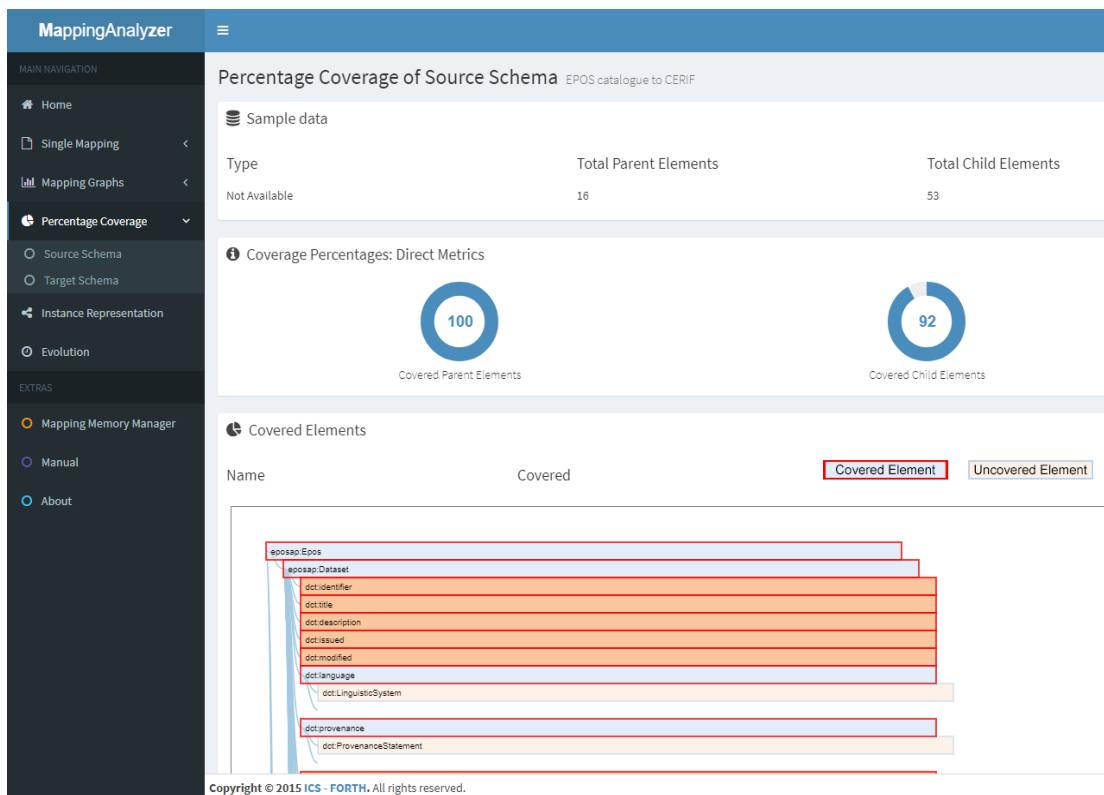 MappingAnalyzer
MAIN NAVIGATION
Home
Single Mapping
Mapping Graphs
Percentage Coverage
Source Schema
Target Schema
Instance Representation
Evolution
EXTRAS
Mapping Memory Manager
Manual
About
Percentage Coverage of Source Schema EPOS catalogue to CERIF
Sample data
Type Total Parent Elements Total Child Elements
Not Available 16 53
Coverage Percentages: Direct Metrics
100 92
Covered Parent Elements Covered Child Elements
Covered Elements
Name Covered Covered Element Uncovered Element
eposap:Epos
eposap:Dataset
dct:identifier
dct:title
dct:description
dct:issued
dct:modified
dct:language
dct:LinguisticSystem
dct:provenance
dct:ProvenanceStatement
Copyright © 2015 ICS - FORTH. All rights reserved.